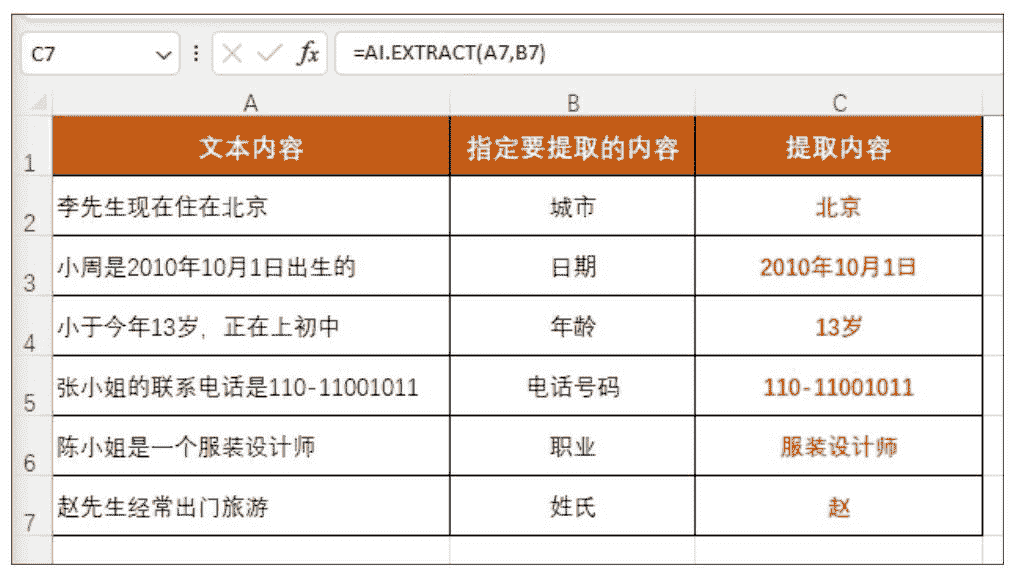 C7 fx =AI.EXTRACT(A7,B7)
A B C
1 文本内容 指定要提取的内容 提取内容
2 李先生现在住在北京 城市 北京
3 小周是2010年10月1日出生的 日期 2010年10月1日
4 小于今年13岁，正在上初中 年龄 13岁
5 张小姐的联系电话是110-11001011 电话号码 110-11001011
6 陈小姐是一个服装设计师 职业 服装设计师
7 赵先生经常出门旅游 姓氏 赵